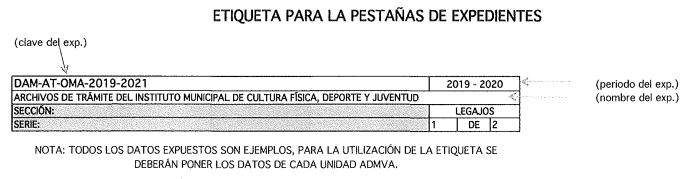 ETIQUETA PARA LA PESTAÑAS DE EXPEDIENTES
(clave del exp.)
DAM-AT-OMA-2019-2021 2019 - 2020 (periodo del exp.)
ARCHIVOS DE TRÁMITE DEL INSTITUTO MUNICIPAL DE CULTURA FÍSICA, DEPORTE Y JUVENTUD (nombre del exp.)
SECCIÓN: LEGAJOS
SERIE: 1 DE 2
NOTA: TODOS LOS DATOS EXPUESTOS SON EJEMPLOS, PARA LA UTILIZACIÓN DE LA ETIQUETA SE
DEBERÁN PONER LOS DATOS DE CADA UNIDAD ADMVA.